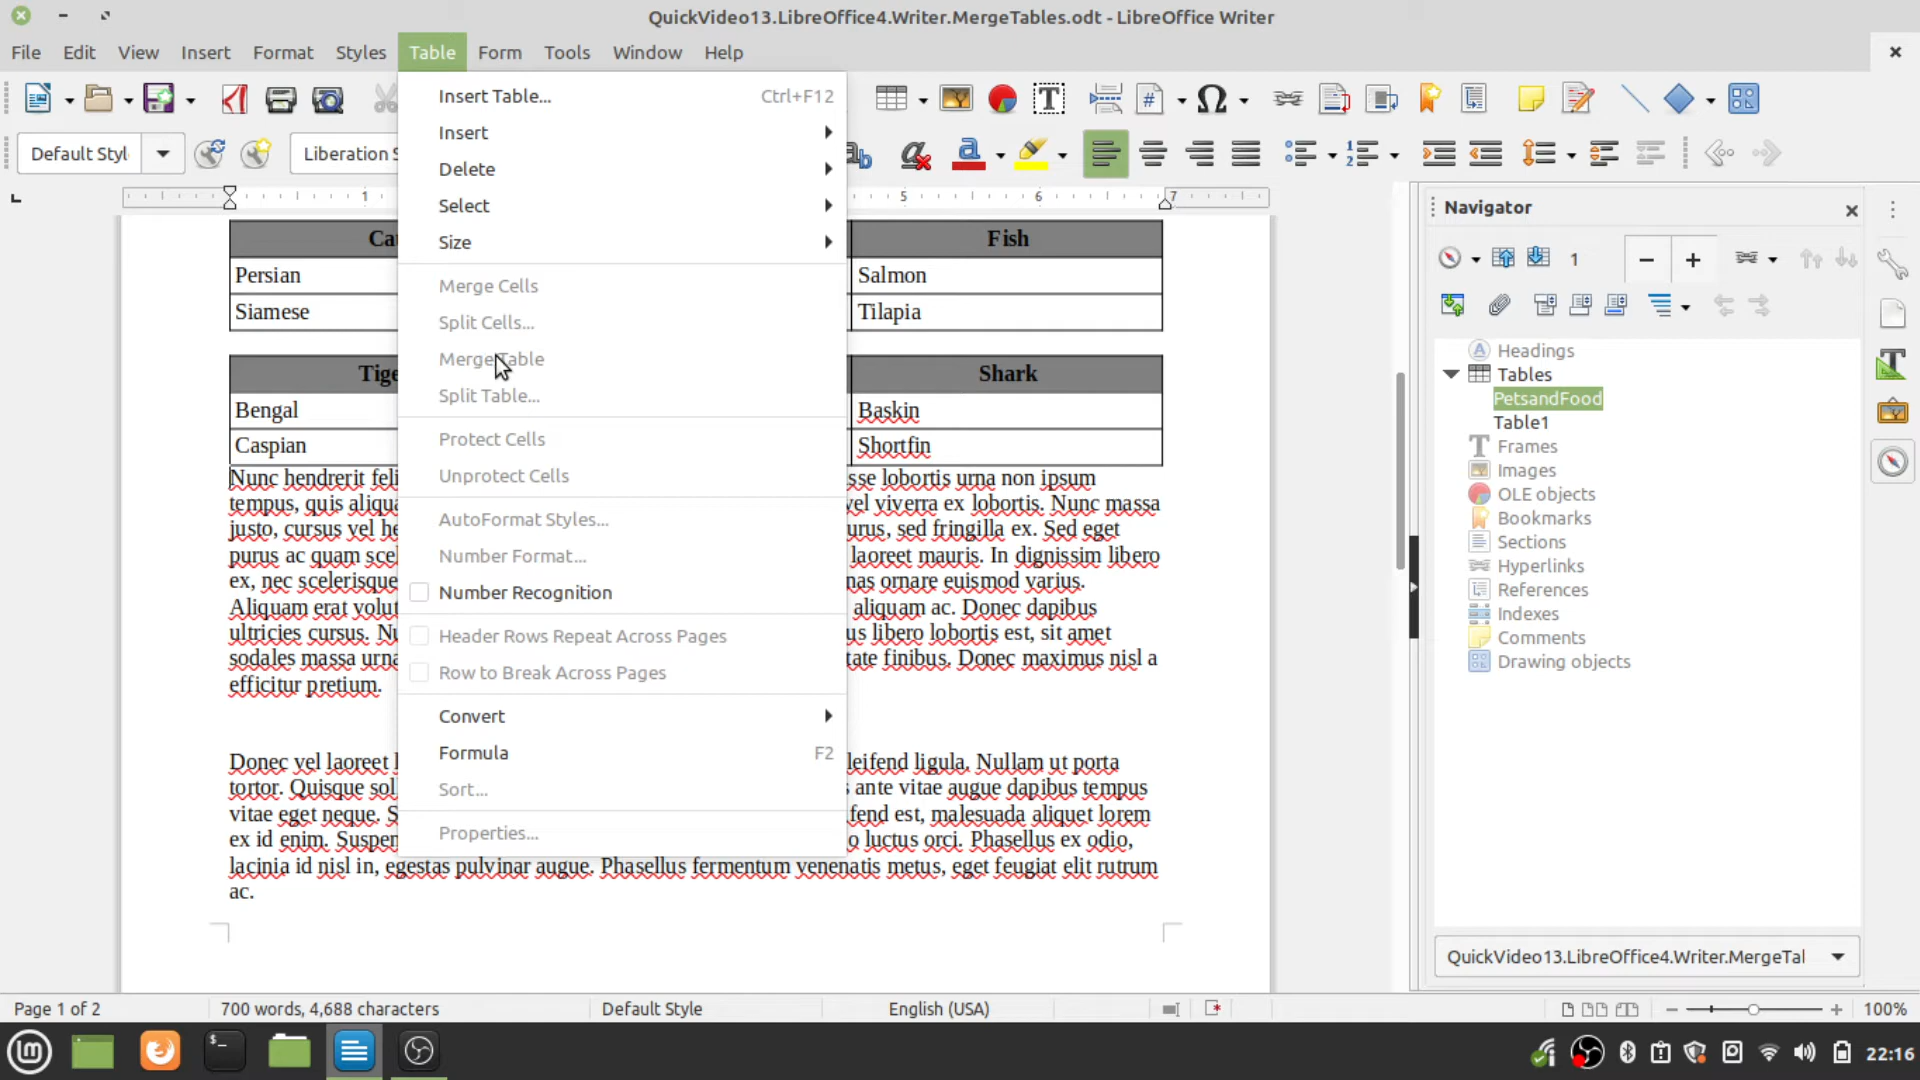 QuickVideo13.LibreOffice4.Writer.MergeTables.odt - LibreOffice Writer
File Edit View Insert Format Styles Table Form Tools Window Help
Default Styl
Liberation S
Insert Table... Ctrl+F12
Insert
Delete
Select
Size
Merge Cells
Split Cells...
Merge Table
Split Table...
Protect Cells
Unprotect Cells
AutoFormat Styles...
Number Format...
Number Recognition
Header Rows Repeat Across Pages
Row to Break Across Pages
Convert
Formula F2
Sort...
Properties...
1 5 6 7
Fish
Persian Salmon
Siamese Tilapia
Shark
Bengal Baskin
Caspian Shortfin
Nunc hendrerit sse lobortis urna non ipsum
tempus, quis vel viverra ex lobortis. Nunc massa
justo, cursus vel urus, sed fringilla ex. Sed eget
purus ac quam laoreet mauris. In dignissim libero
ex, nec scelerisque nas ornare euismod varius.
Aliquam erat aliquam ac. Donec dapibus
ultricies cursus. us libero lobortis est, sit amet
sodales massa tate finibus. Donec maximus nisl a
efficitur pretium.
Donec vel laoreet leifend ligula. Nullam ut porta
tortor. Quisque ante vitae augue dapibus tempus
vitae eget neque. fend est, malesuada aliquet lorem
ex id enim. o luctus orci. Phasellus ex odio,
lacinia id nisl in, egestas pulvinar augue. Phasellus fermentum venenatis metus, eget feugiat elit rutrum
ac.
Navigator
1
Headings
Tables
PetsandFood
Table1
Frames
Images
OLE objects
Bookmarks
Sections
Hyperlinks
References
Indexes
Comments
Drawing objects
QuickVideo13.LibreOffice4.Writer.MergeTal
Page 1 of 2 700 words, 4,688 characters Default Style English (USA) 100%
22:16